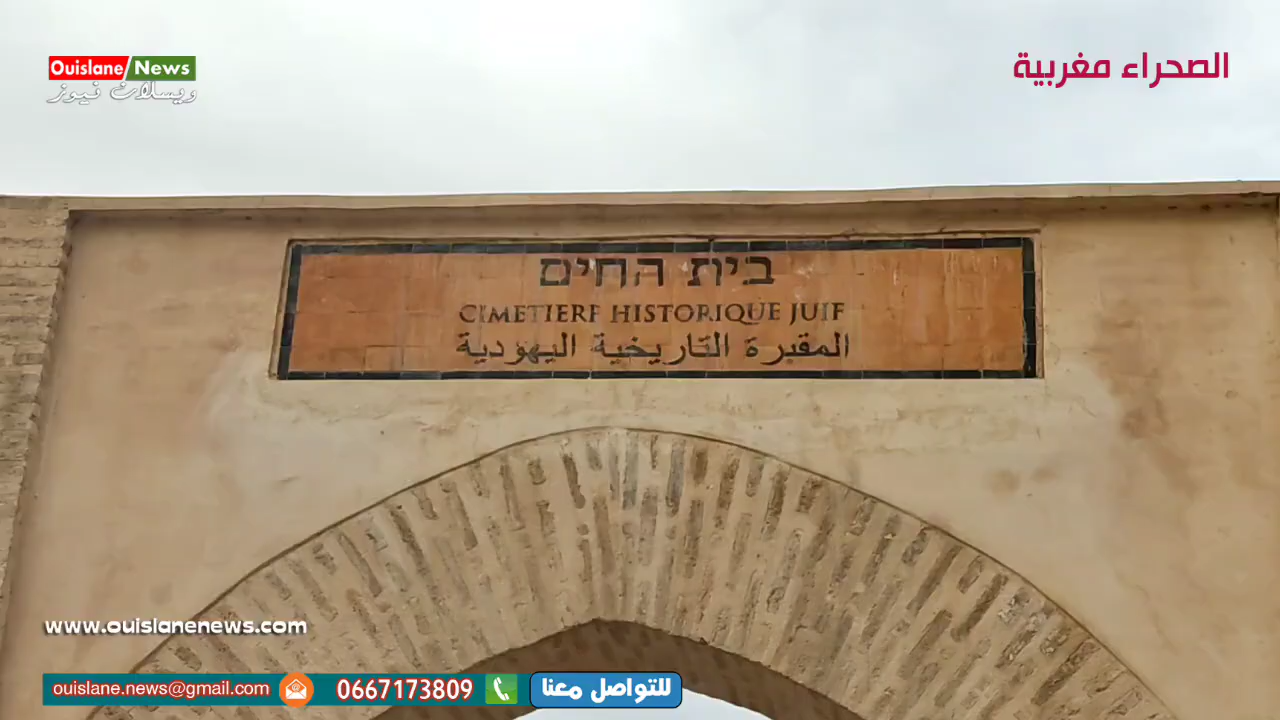 Ouislane/News
ويسلان نيوز
الصحراء مغربية
בית החיים
CIMETIERE HISTORIQUE JUIF
المقبرة التاريخية اليهودية
www.ouislanenews.com
ouislane.news@gmail.com
0667173809
للتواصل معنا